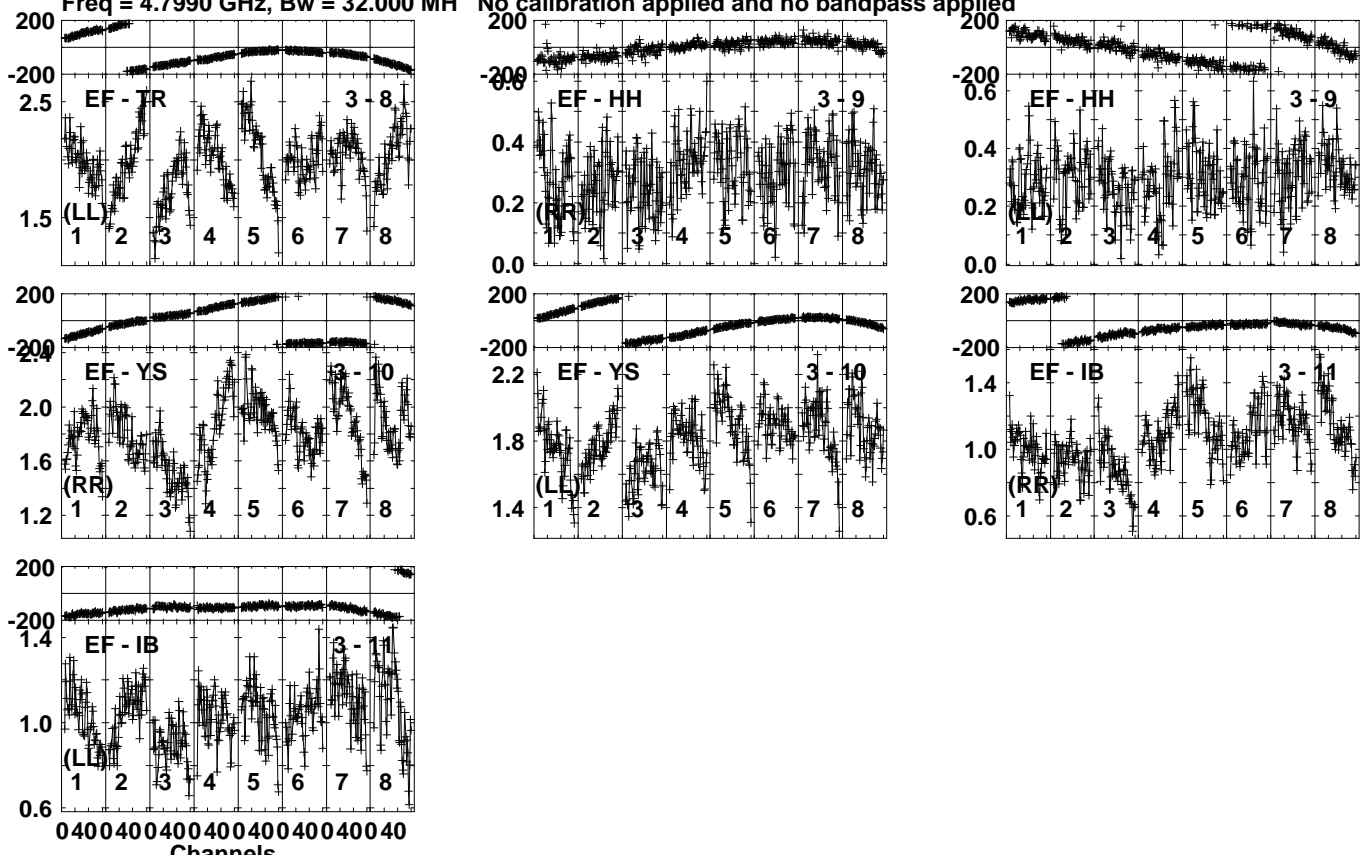 Freq = 4.7990 GHz, Bw = 32.000 MH No calibration applied and no bandpass applied
200
-200
2.5
1.5
EF - TR 3 - 8
(LL)
1 2 3 4 5 6 7 8
200
-200
0.6
0.4
0.2
0.0
EF - HH 3 - 9
(RR)
1 2 3 4 5 6 7 8
200
-200
0.6
0.4
0.2
0.0
EF - HH 3 - 9
(LL)
1 2 3 4 5 6 7 8
200
-200
2.4
2.0
1.6
1.2
EF - YS 3 - 10
(RR)
1 2 3 4 5 6 7 8
200
-200
2.2
1.8
1.4
EF - YS 3 - 10
(LL)
1 2 3 4 5 6 7 8
200
-200
1.4
1.0
0.6
EF - IB 3 - 11
(RR)
1 2 3 4 5 6 7 8
200
-200
1.4
1.0
0.6
EF - IB 3 - 11
(LL)
1 2 3 4 5 6 7 8
0 40 0 40 0 40 0 40 0 40 0 40 0 40 0 40
Channels